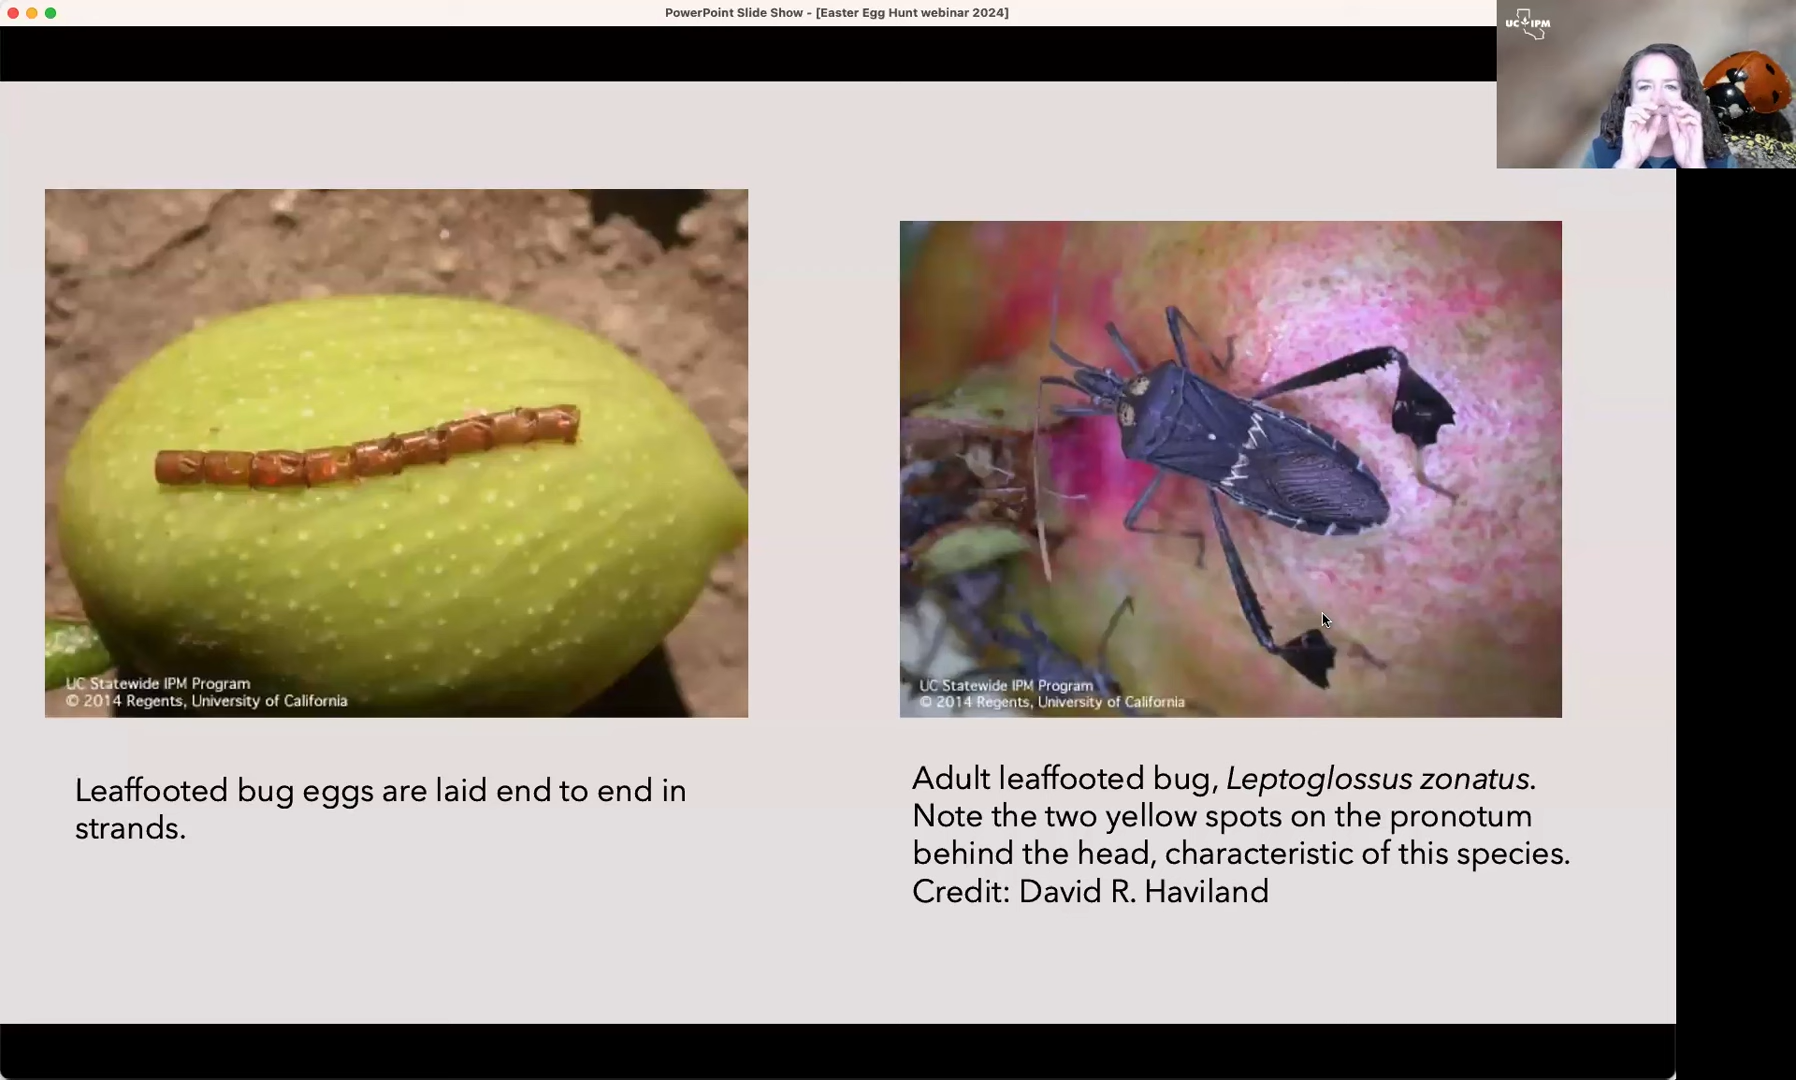 PowerPoint Slide Show - [Easter Egg Hunt webinar 2024]
UC IPM
UC Statewide IPM Program
© 2014 Regents, University of California
UC Statewide IPM Program
© 2014 Regents, University of California
Leaffooted bug eggs are laid end to end in
strands.
Adult leaffooted bug, Leptoglossus zonatus.
Note the two yellow spots on the pronotum
behind the head, characteristic of this species.
Credit: David R. Haviland